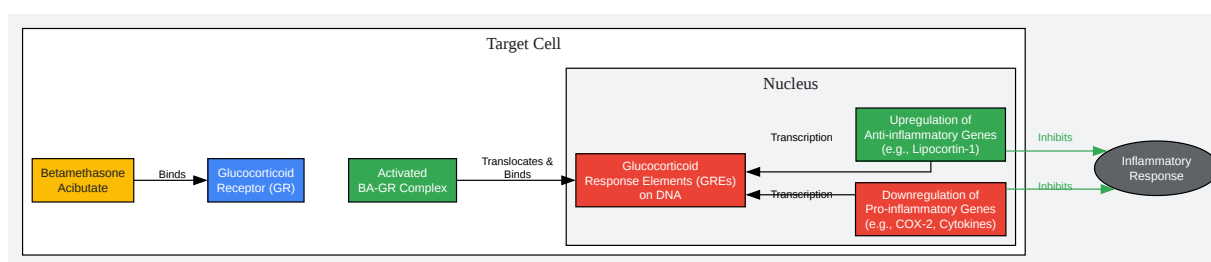 Target Cell
Nucleus
Betamethasone
Acibutate
Binds
Glucocorticoid
Receptor (GR)
Activated
BA-GR Complex
Translocates &
Binds
Glucocorticoid
Response Elements (GREs)
on DNA
Transcription
Upregulation of
Anti-inflammatory Genes
(e.g., Lipocortin-1)
Inhibits
Transcription
Downregulation of
Pro-inflammatory Genes
(e.g., COX-2, Cytokines)
Inhibits
Inflammatory
Response